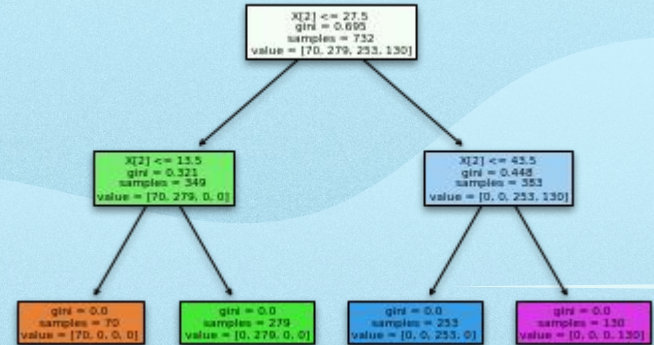 X[2] <= 27.5
gini = 0.695
samples = 732
value = [70, 279, 253, 130]
X[2] <= 13.5
gini = 0.321
samples = 349
value = [70, 279, 0, 0]
X[2] <= 43.5
gini = 0.448
samples = 383
value = [0, 0, 253, 130]
gini = 0.0
samples = 70
value = [70, 0, 0, 0]
gini = 0.0
samples = 279
value = [0, 279, 0, 0]
gini = 0.0
samples = 253
value = [0, 0, 253, 0]
gini = 0.0
samples = 130
value = [0, 0, 0, 130]